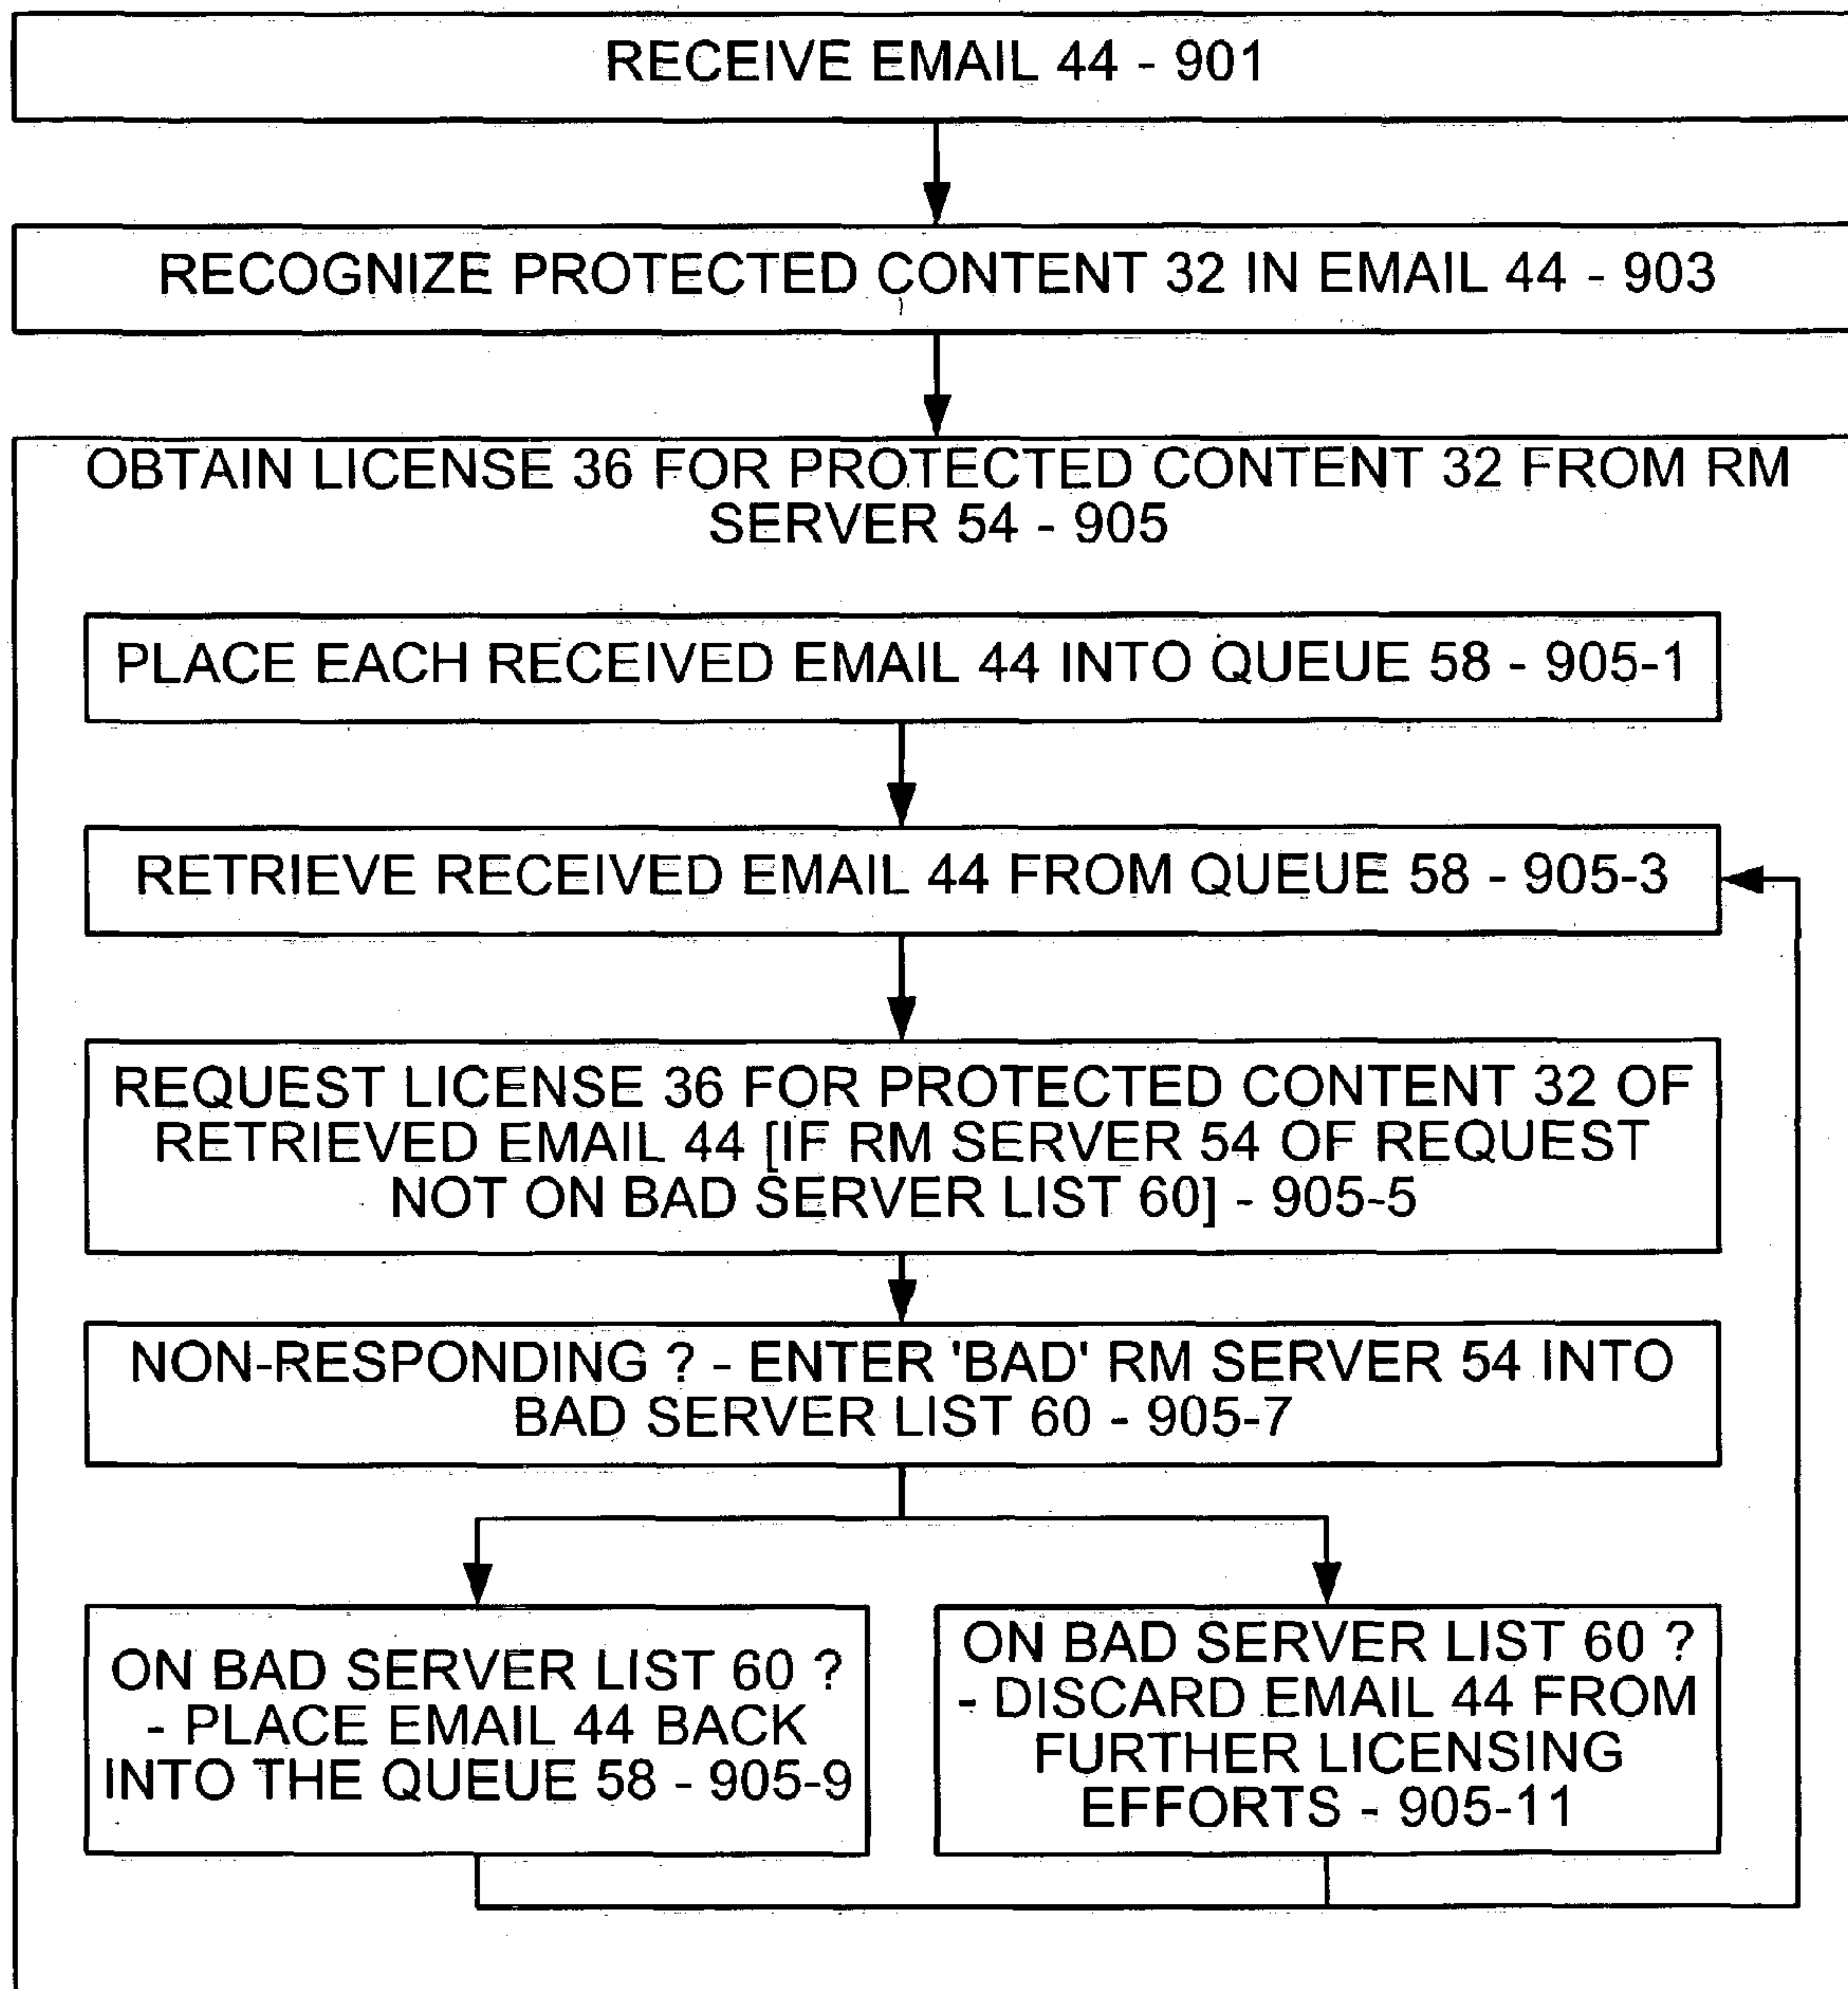 RECEIVE EMAIL 44 - 901
RECOGNIZE PROTECTED CONTENT 32 IN EMAIL 44 - 903
OBTAIN LICENSE 36 FOR PROTECTED CONTENT 32 FROM RM
SERVER 54 - 905
PLACE EACH RECEIVED EMAIL 44 INTO QUEUE 58 - 905-1
RETRIEVE RECEIVED EMAIL 44 FROM QUEUE 58 - 905-3
REQUEST LICENSE 36 FOR PROTECTED CONTENT 32 OF
RETRIEVED EMAIL 44 [IF RM SERVER 54 OF REQUEST
NOT ON BAD SERVER LIST 60] - 905-5
NON-RESPONDING ? - ENTER 'BAD' RM SERVER 54 INTO
BAD SERVER LIST 60 - 905-7
ON BAD SERVER LIST 60 ?
- PLACE EMAIL 44 BACK
INTO THE QUEUE 58 - 905-9
ON BAD SERVER LIST 60 ?
- DISCARD EMAIL 44 FROM
FURTHER LICENSING
EFFORTS - 905-11